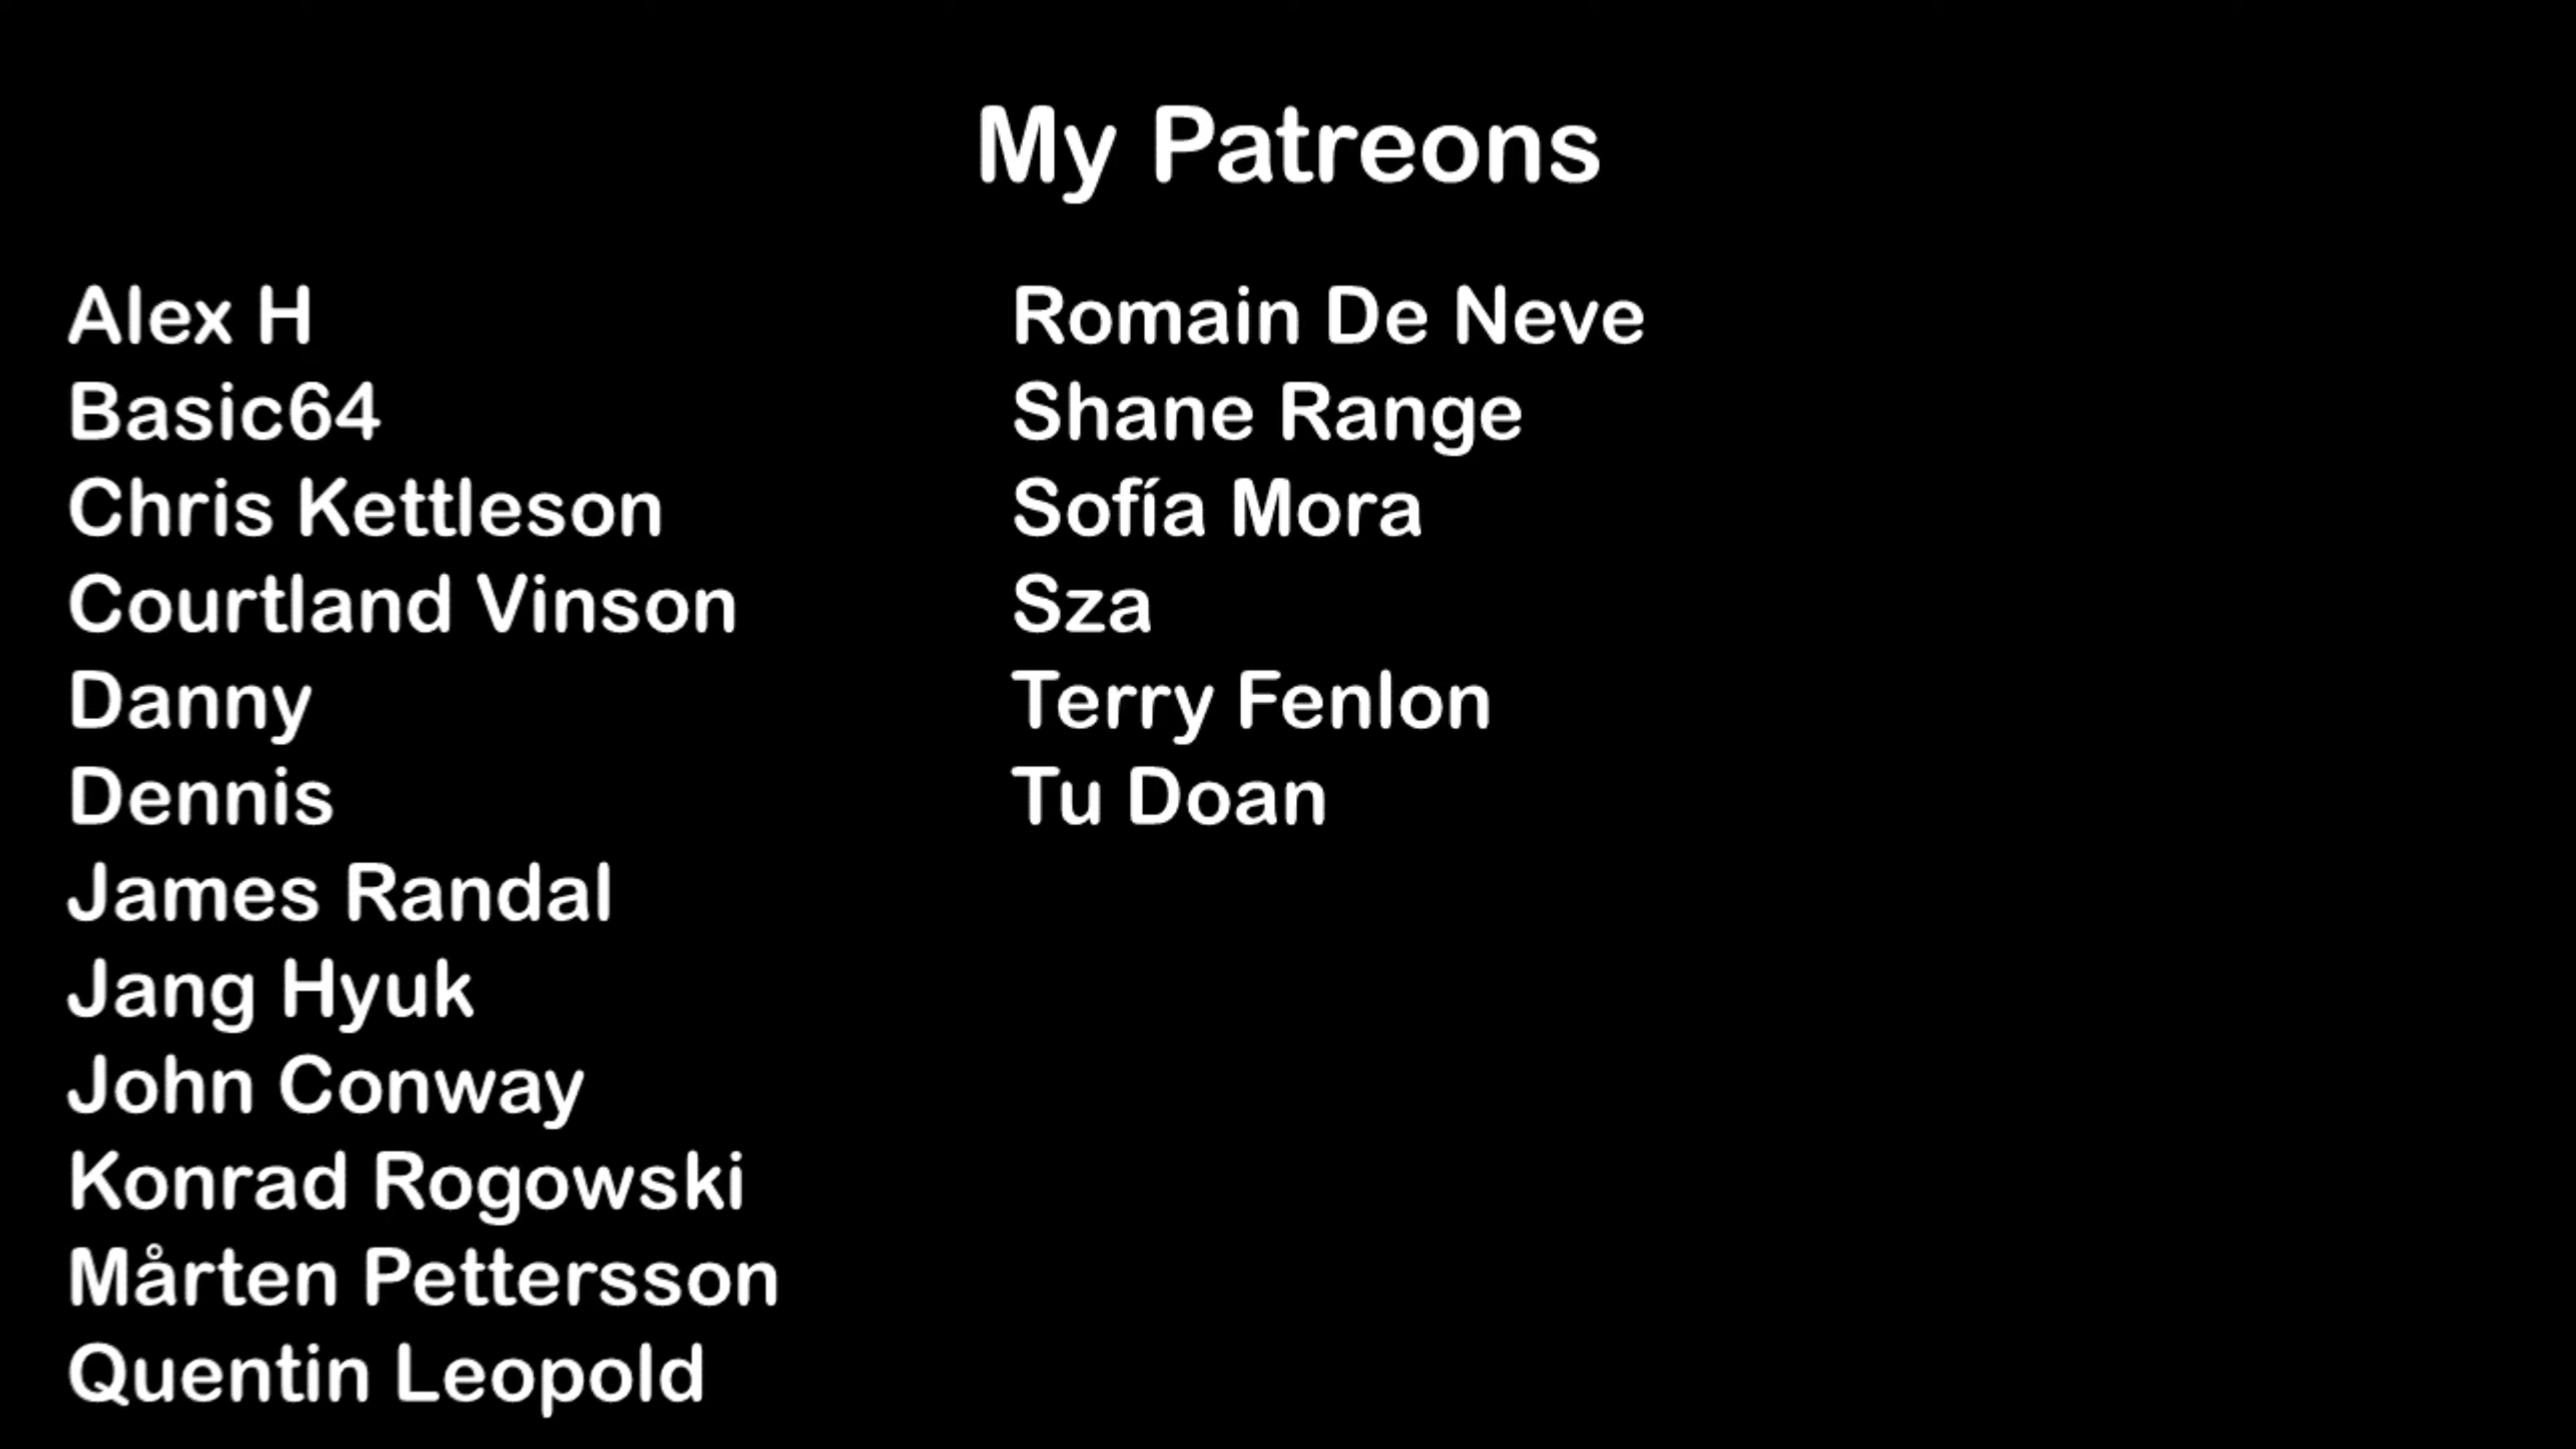 My Patreons
Alex H
Basic64
Chris Kettleson
Courtland Vinson
Danny
Dennis
James Randal
Jang Hyuk
John Conway
Konrad Rogowski
Mårten Pettersson
Quentin Leopold
Romain De Neve
Shane Range
Sofía Mora
Sza
Terry Fenlon
Tu Doan